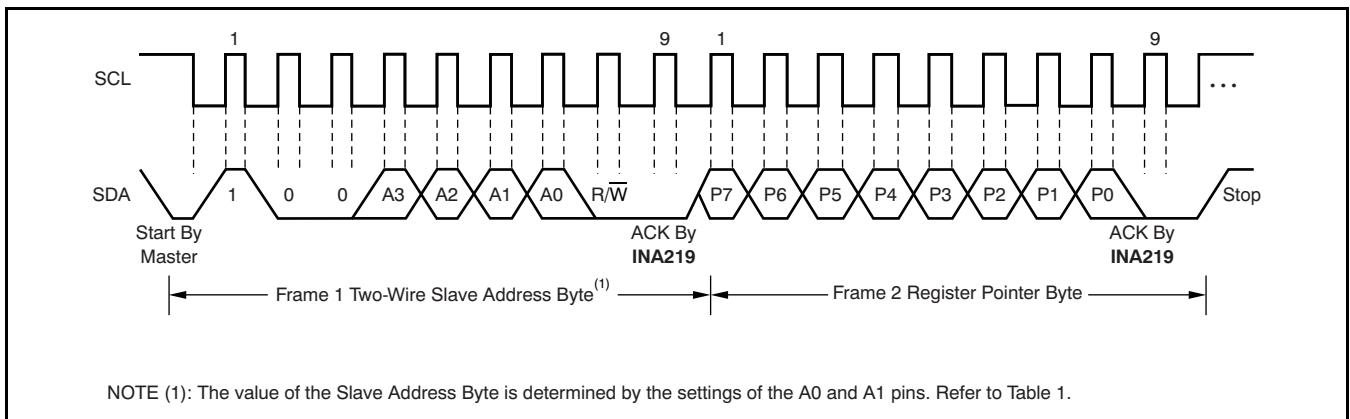 1 9 1 9
SCL ...
SDA 1 0 0 A3 A2 A1 A0 R/W̅ P7 P6 P5 P4 P3 P2 P1 P0 Stop
Start By
Master
ACK By
INA219
ACK By
INA219
Frame 1 Two-Wire Slave Address Byte(1)
Frame 2 Register Pointer Byte
NOTE (1): The value of the Slave Address Byte is determined by the settings of the A0 and A1 pins. Refer to Table 1.